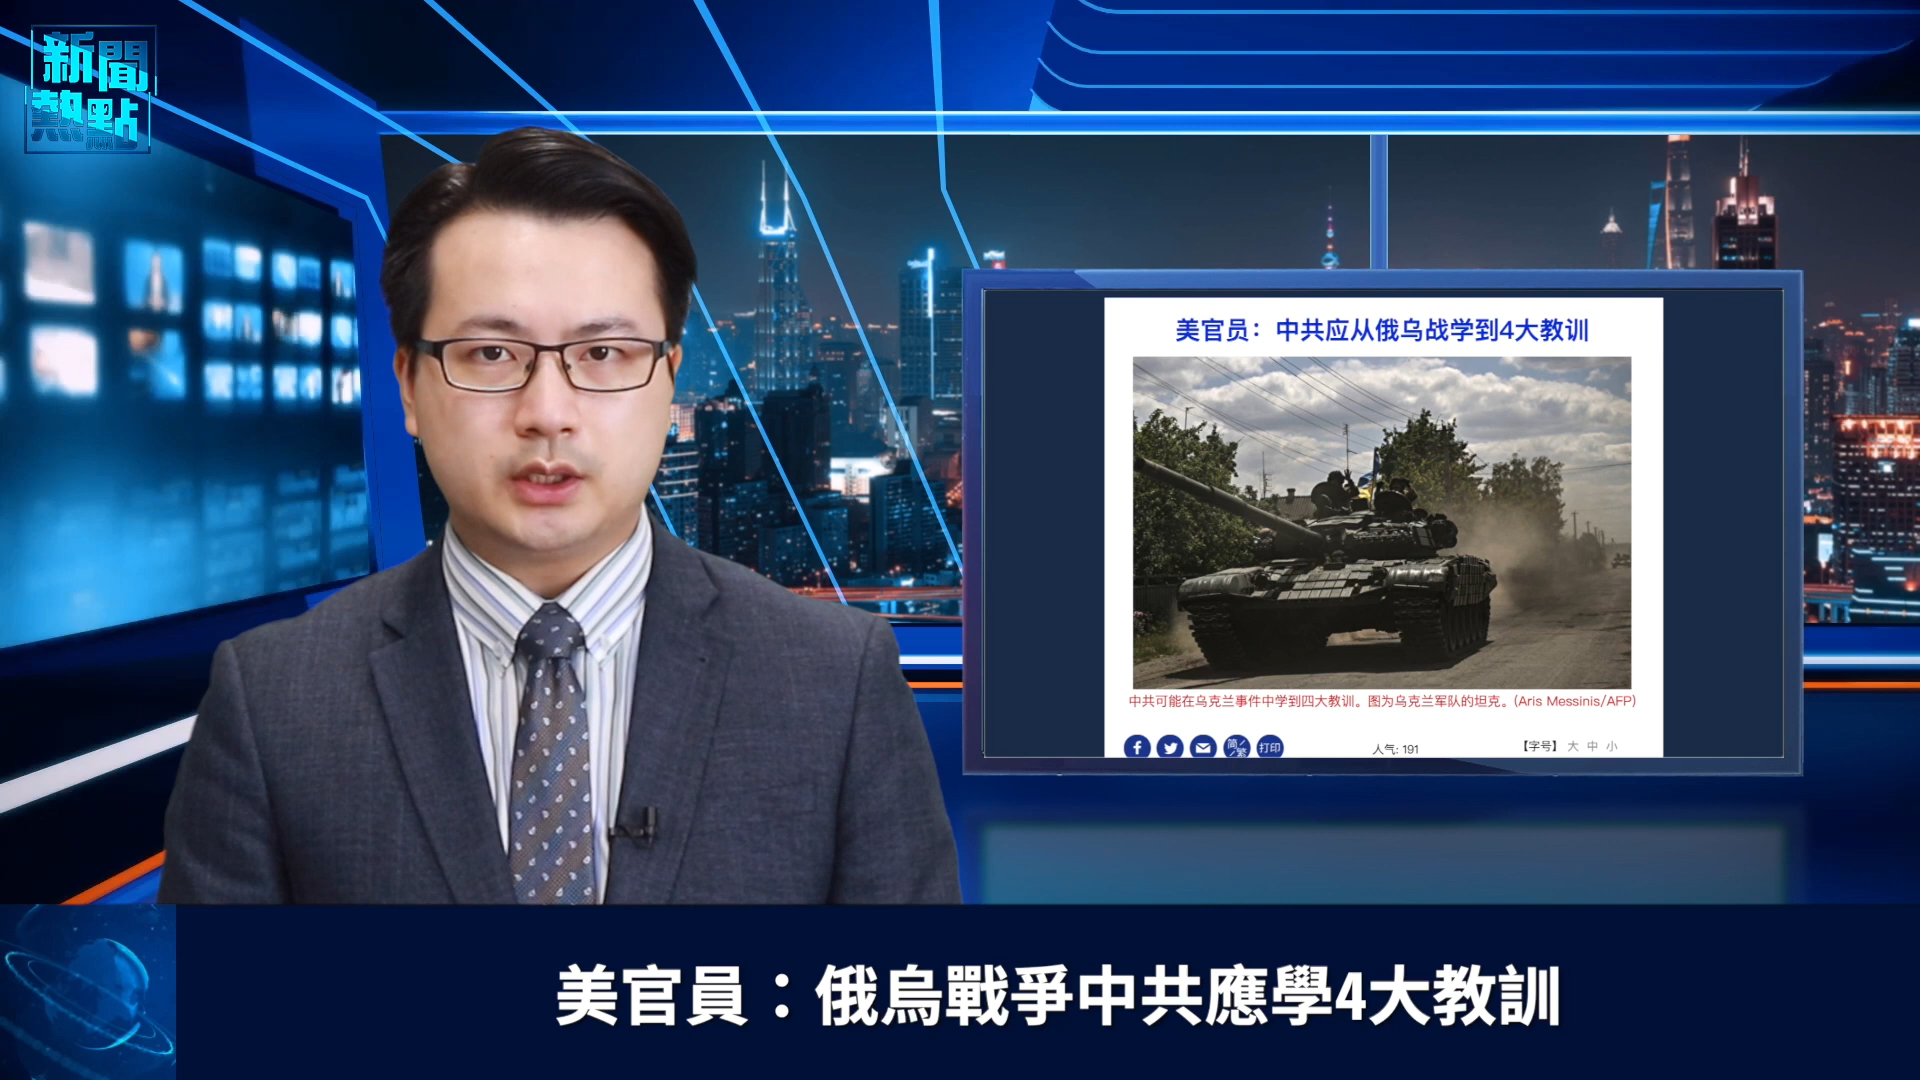 新聞
熱點
美官员：中共应从俄乌战学到4大教训
中共可能在乌克兰事件中学到四大教训。图为乌克兰军队的坦克。(Aris Messinis/AFP)
简/繁
打印
人气: 191
【字号】 大 中 小
美官員：俄烏戰爭中共應學4大教訓